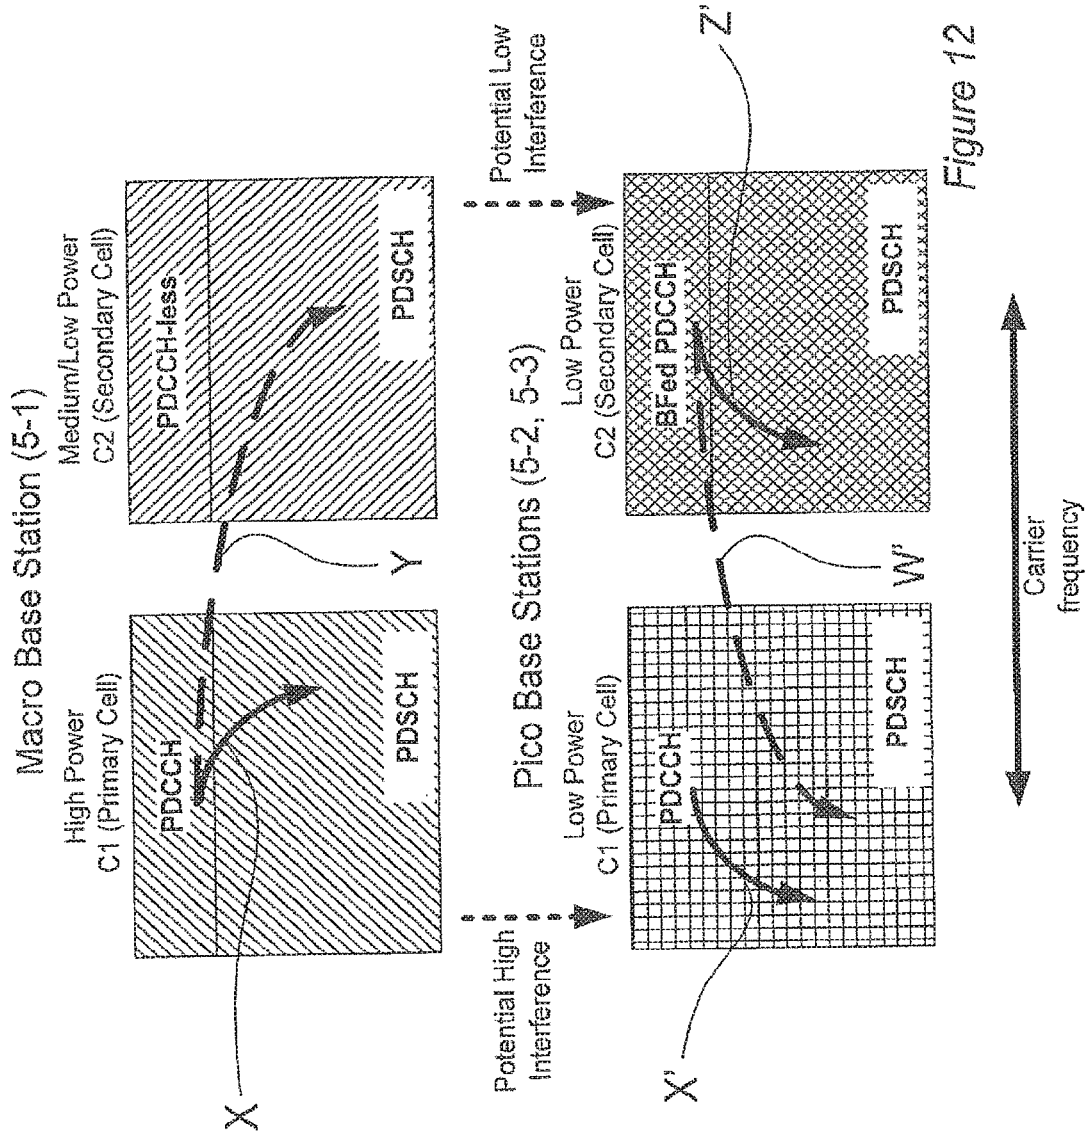 Macro Base Station (5-1)
High Power
C1 (Primary Cell)
Medium/Low Power
C2 (Secondary Cell)
PDCCH
PDCCH-less
PDSCH
PDSCH
X
Y
Potential High
Interference
Potential Low
Interference
Pico Base Stations (5-2, 5-3)
Low Power
C1 (Primary Cell)
Low Power
C2 (Secondary Cell)
PDCCH
BFed PDCCH
PDSCH
PDSCH
X'
W'
Z'
Carrier
frequency
Figure 12